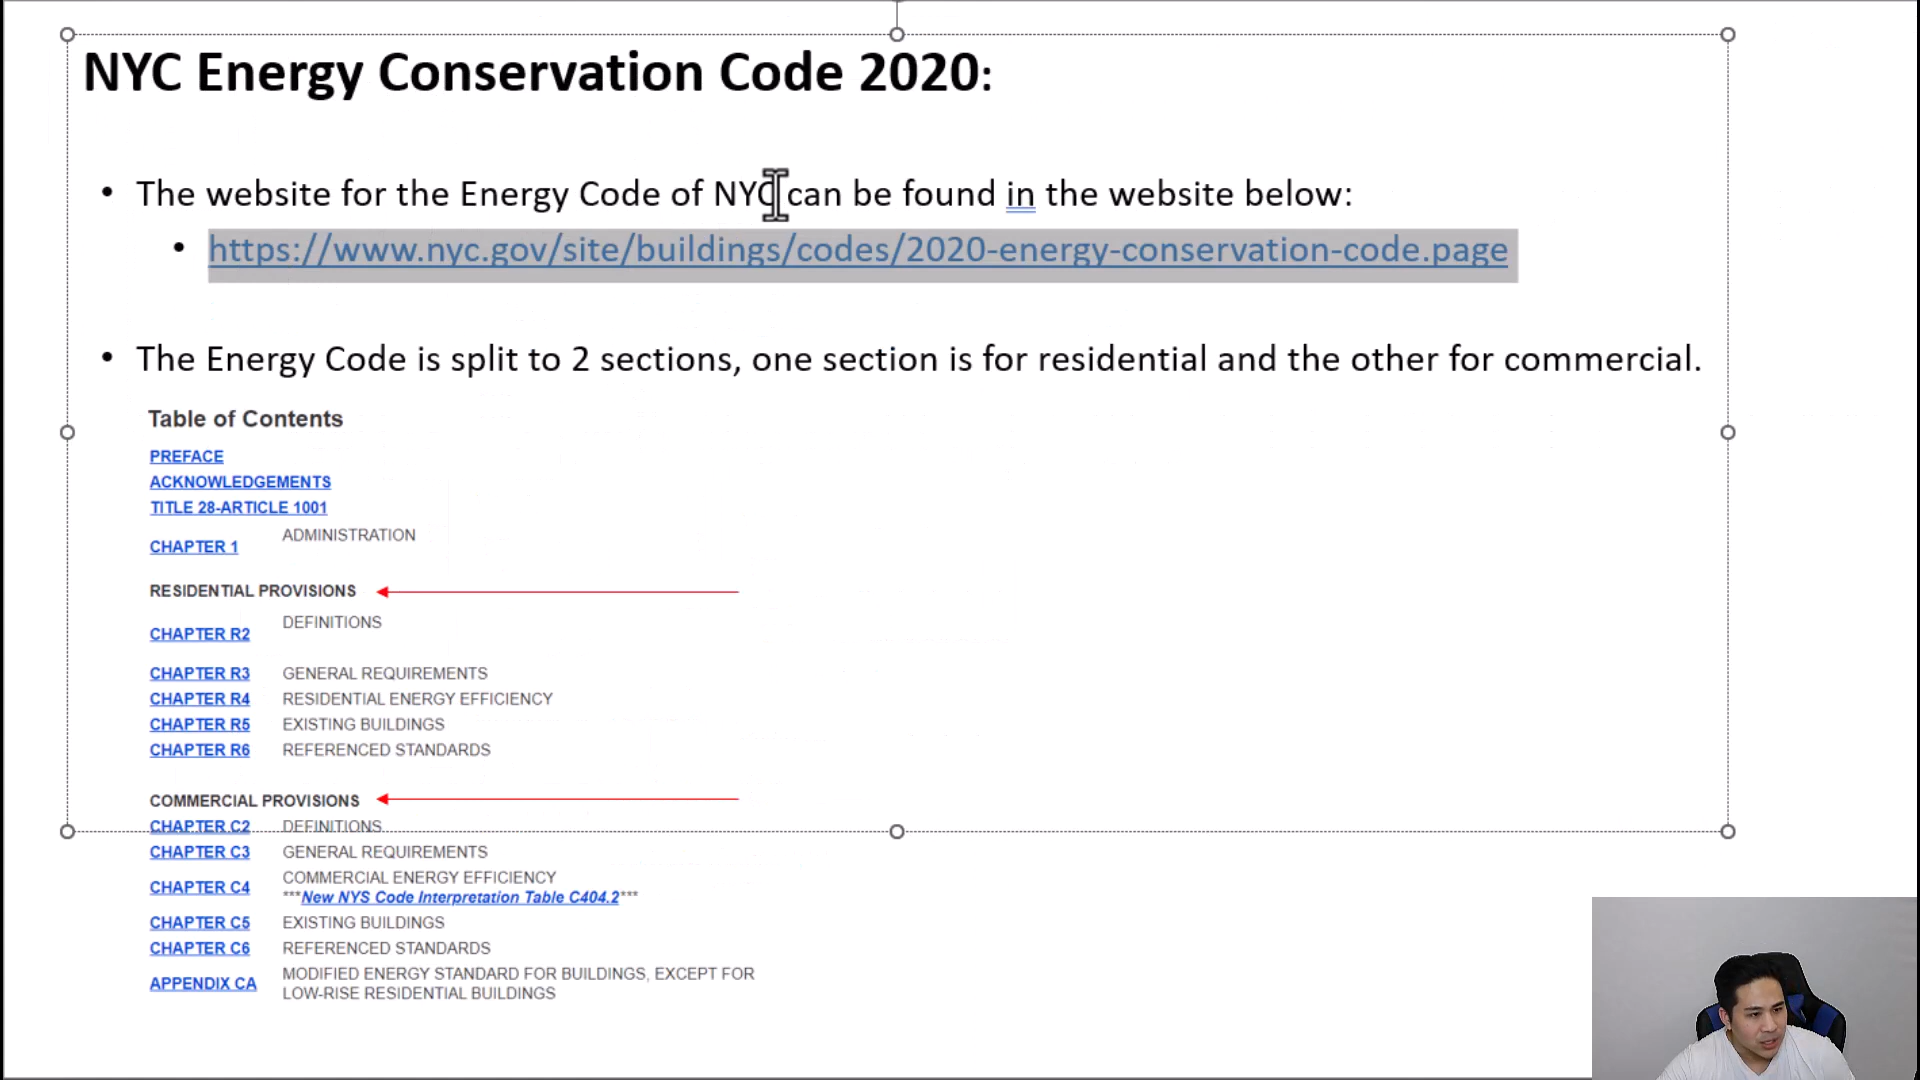 NYC Energy Conservation Code 2020:
• The website for the Energy Code of NYC can be found in the website below:
• https://www.nyc.gov/site/buildings/codes/2020-energy-conservation-code.page
• The Energy Code is split to 2 sections, one section is for residential and the other for commercial.
Table of Contents
PREFACE
ACKNOWLEDGEMENTS
TITLE 28-ARTICLE 1001
CHAPTER 1 ADMINISTRATION
RESIDENTIAL PROVISIONS
CHAPTER R2 DEFINITIONS
CHAPTER R3 GENERAL REQUIREMENTS
CHAPTER R4 RESIDENTIAL ENERGY EFFICIENCY
CHAPTER R5 EXISTING BUILDINGS
CHAPTER R6 REFERENCED STANDARDS
COMMERCIAL PROVISIONS
CHAPTER C2 DEFINITIONS
CHAPTER C3 GENERAL REQUIREMENTS
CHAPTER C4 COMMERCIAL ENERGY EFFICIENCY
***New NYS Code Interpretation Table C404.2***
CHAPTER C5 EXISTING BUILDINGS
CHAPTER C6 REFERENCED STANDARDS
APPENDIX CA MODIFIED ENERGY STANDARD FOR BUILDINGS, EXCEPT FOR
LOW-RISE RESIDENTIAL BUILDINGS